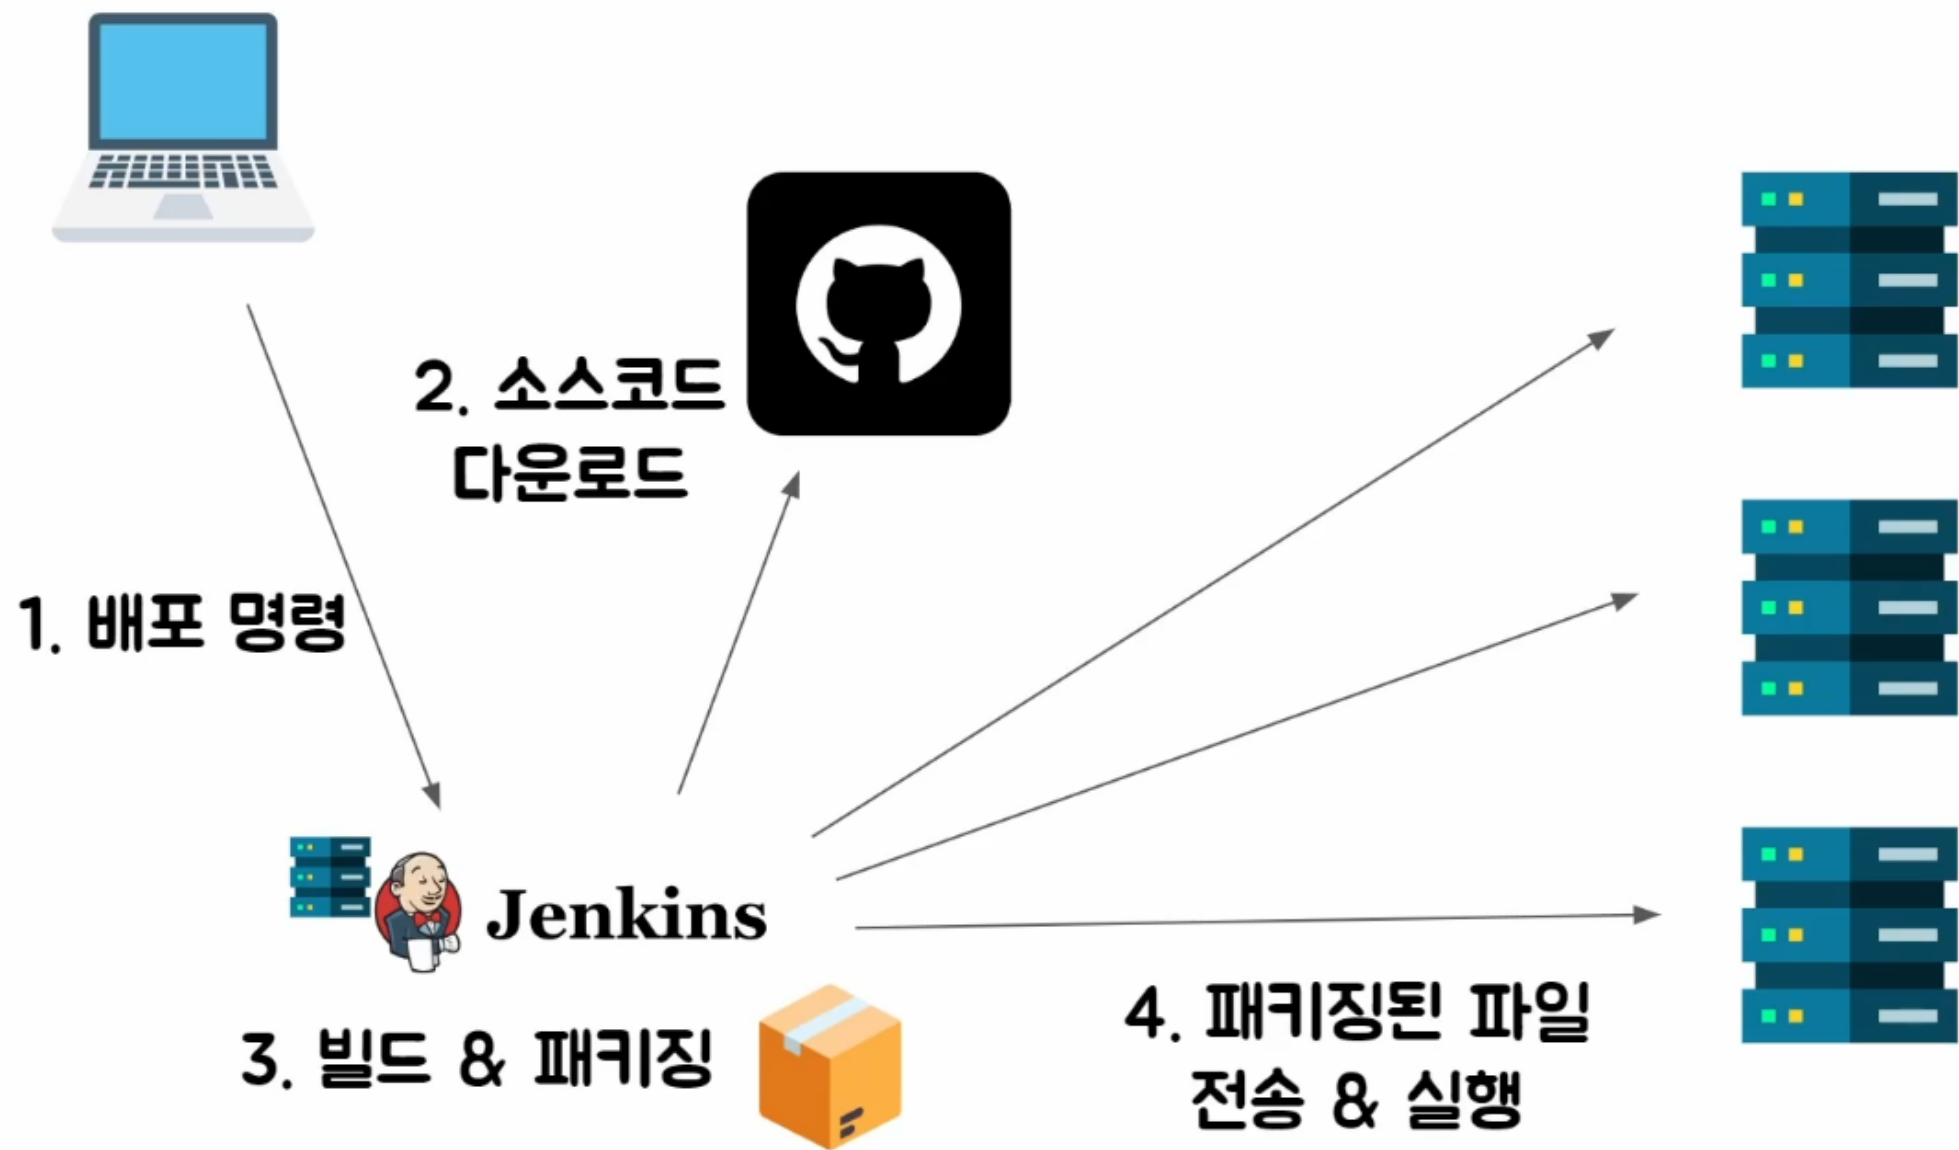 2. 소스코드
다운로드
1. 배포 명령
Jenkins
3. 빌드 & 패키징
4. 패키징된 파일
전송 & 실행